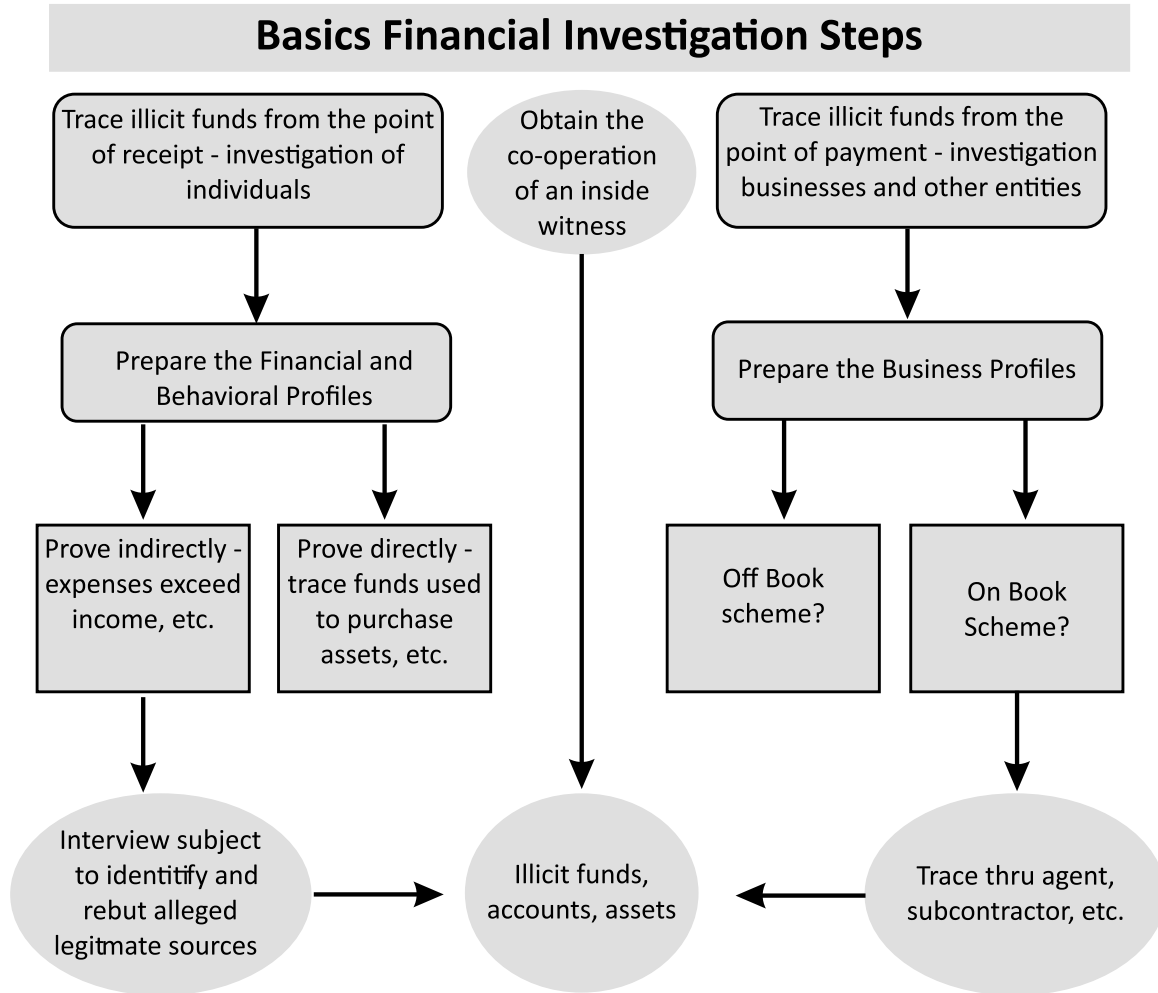 Basics Financial Investigation Steps
Trace illicit funds from the point
of receipt - investigation of
individuals
Obtain the
co-operation
of an inside
witness
Trace illicit funds from the
point of payment - investigation
businesses and other entities
Prepare the Financial and
Behavioral Profiles
Prepare the Business Profiles
Prove indirectly -
expenses exceed
income, etc.
Prove directly -
trace funds used
to purchase
assets, etc.
Off Book
scheme?
On Book
Scheme?
Interview subject
to identitify and
rebut alleged
legitmate sources
Illicit funds,
accounts, assets
Trace thru agent,
subcontractor, etc.